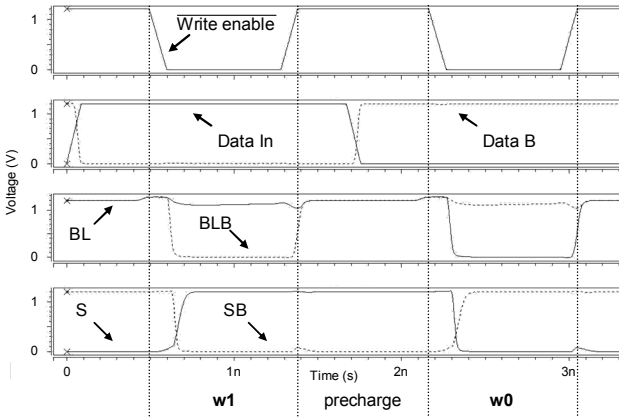 Write enable
1
0
1
Data In
Data B
0
Voltage (V)
1
BL
BLB
0
1
S
SB
0
0
1n
Time (s)
2n
3n
w1
precharge
w0